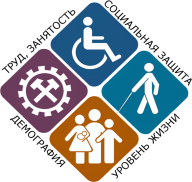 ТРУД, ЗАНЯТОСТЬ
СОЦИАЛЬНАЯ ЗАЩИТА
ДЕМОГРАФИЯ
УРОВЕНЬ ЖИЗНИ